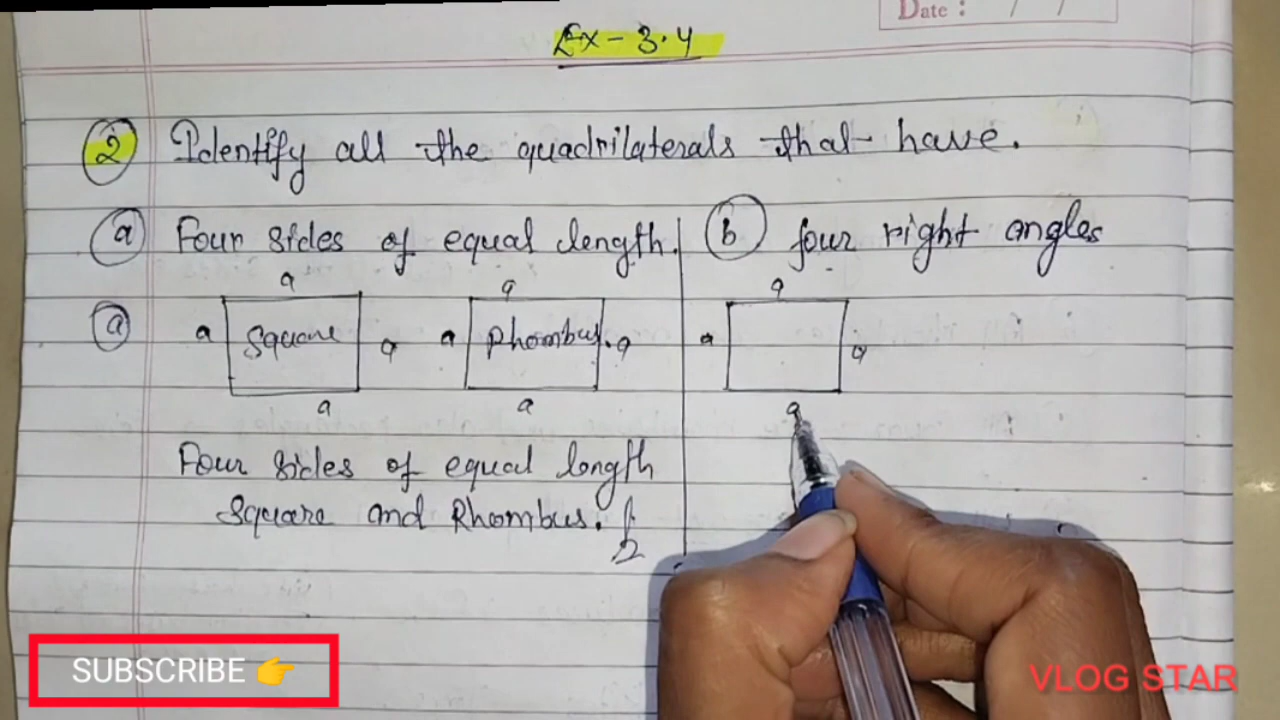 Date : / /
Ex - 3.4
2 Identify all the quadrilaterals that have.
a Four sides of equal length.
b four right angles
a
a a
a Square a a Rhombus. a
a a
a
a a
a
Four sides of equal length
Square and Rhombus.
SUBSCRIBE 👉
VLOG STAR